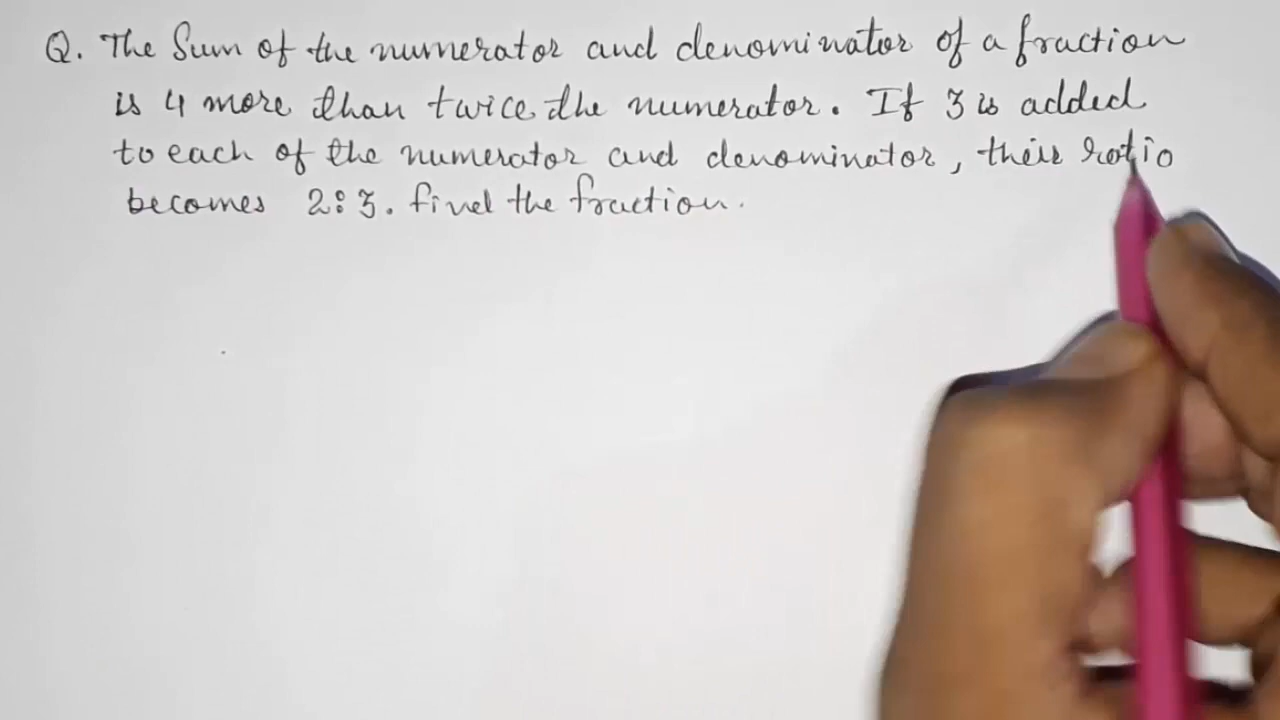 Q. The Sum of the numerator and denominator of a fraction
is 4 more than twice the numerator. If 3 is added
to each of the numerator and denominator, their ratio
becomes 2:3. find the fraction.